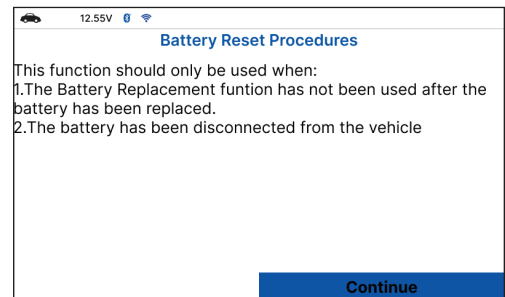 12.55V
Battery Reset Procedures
This function should only be used when:
1.The Battery Replacement funtion has not been used after the
battery has been replaced.
2.The battery has been disconnected from the vehicle
Continue